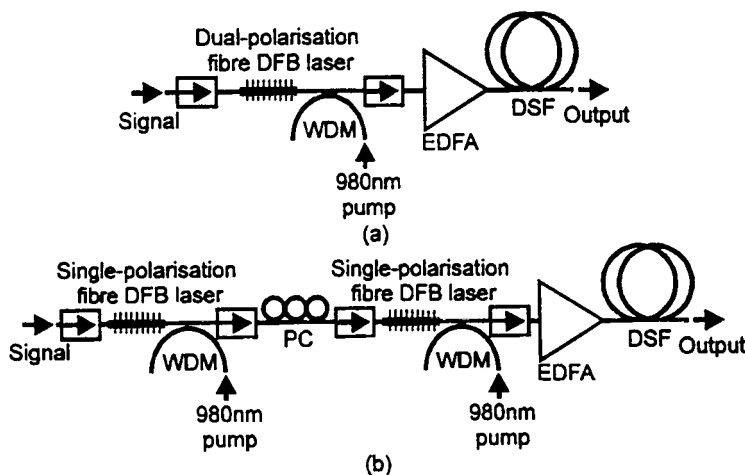 Dual-polarisation
fibre DFB laser
Signal
WDM
EDFA
DSF
Output
980nm
pump
(a)
Single-polarisation
fibre DFB laser
Single-polarisation
fibre DFB laser
Signal
WDM
PC
WDM
EDFA
DSF
Output
980nm
pump
980nm
pump
(b)